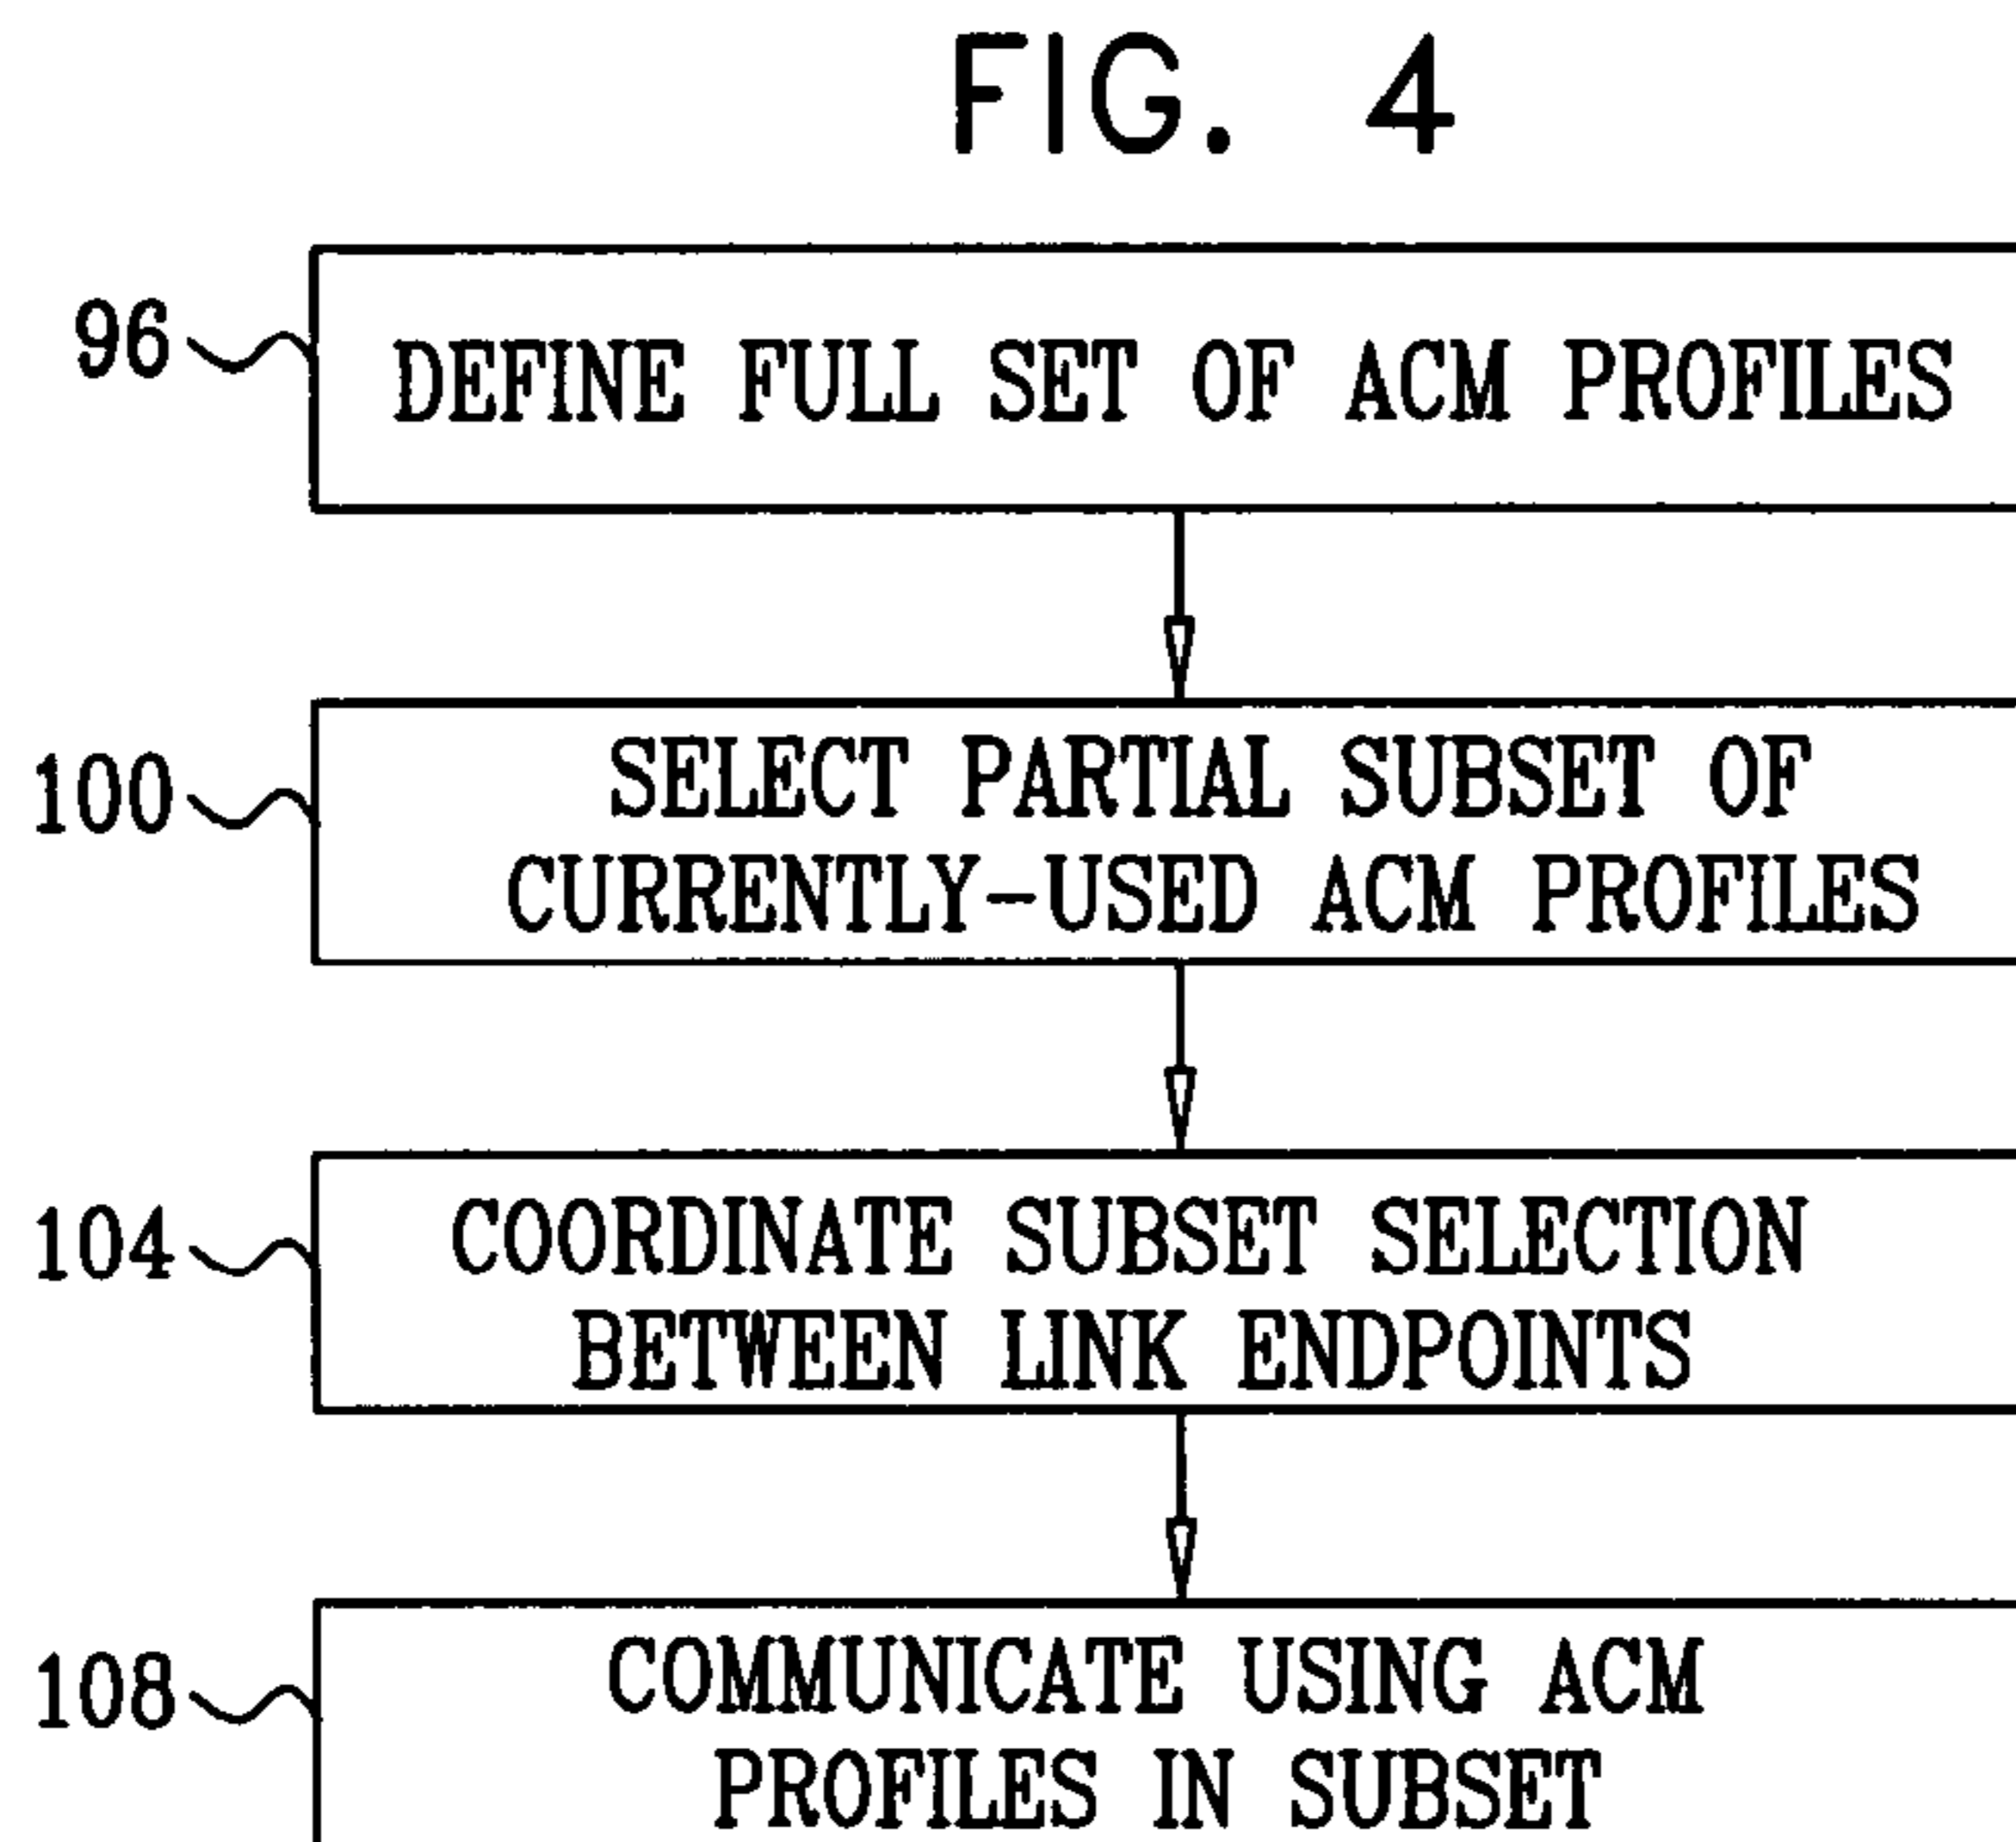 FIG. 4
96
DEFINE FULL SET OF ACM PROFILES
100
SELECT PARTIAL SUBSET OF
CURRENTLY-USED ACM PROFILES
104
COORDINATE SUBSET SELECTION
BETWEEN LINK ENDPOINTS
108
COMMUNICATE USING ACM
PROFILES IN SUBSET